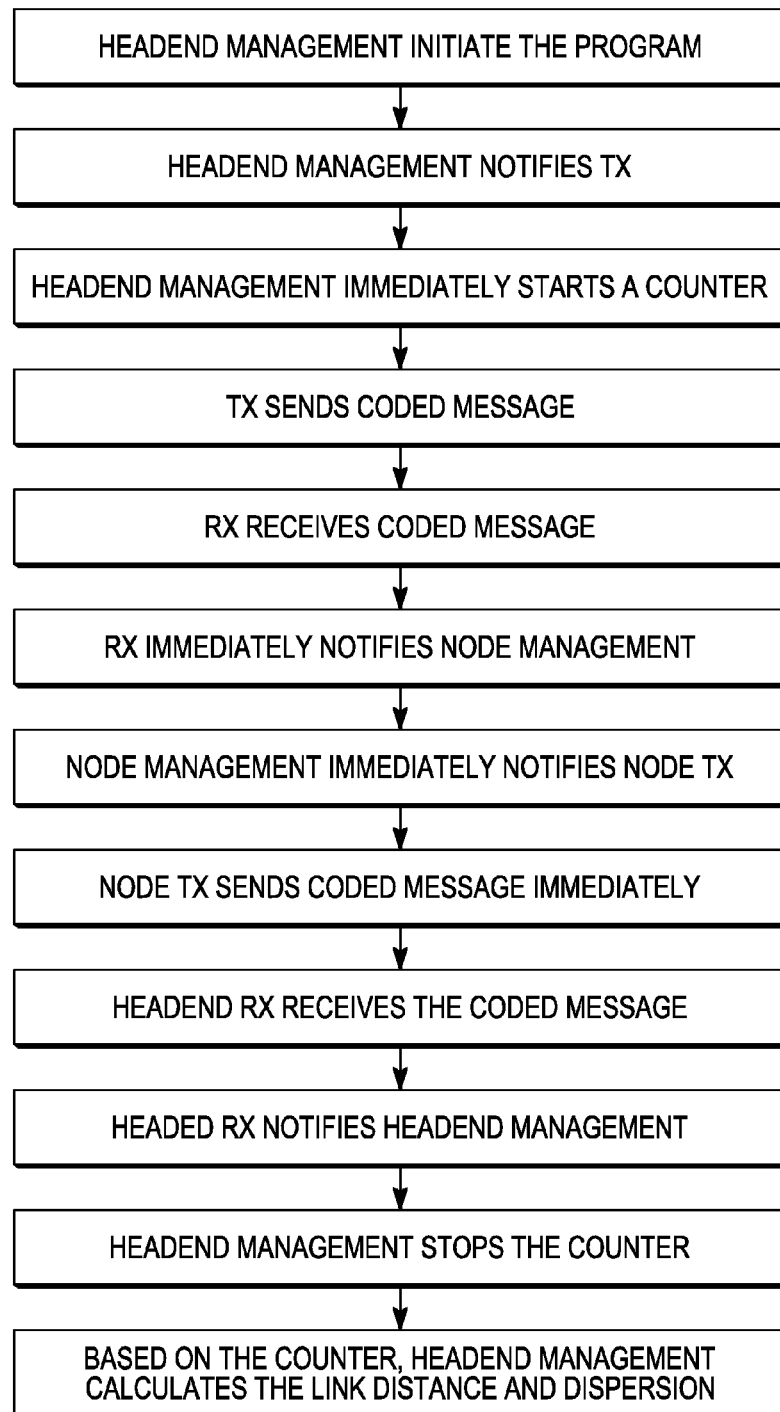 HEADEND MANAGEMENT INITIATE THE PROGRAM
HEADEND MANAGEMENT NOTIFIES TX
HEADEND MANAGEMENT IMMEDIATELY STARTS A COUNTER
TX SENDS CODED MESSAGE
RX RECEIVES CODED MESSAGE
RX IMMEDIATELY NOTIFIES NODE MANAGEMENT
NODE MANAGEMENT IMMEDIATELY NOTIFIES NODE TX
NODE TX SENDS CODED MESSAGE IMMEDIATELY
HEADEND RX RECEIVES THE CODED MESSAGE
HEADED RX NOTIFIES HEADEND MANAGEMENT
HEADEND MANAGEMENT STOPS THE COUNTER
BASED ON THE COUNTER, HEADEND MANAGEMENT
CALCULATES THE LINK DISTANCE AND DISPERSION